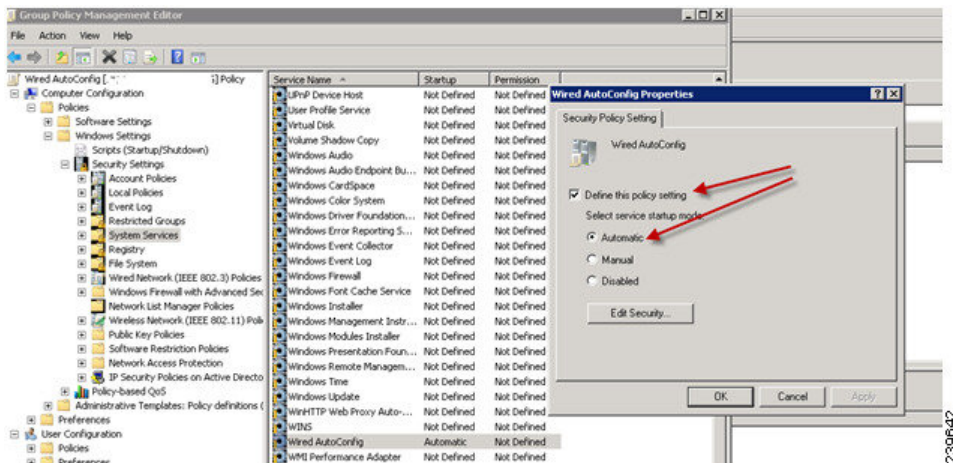 Group Policy Management Editor
File Action View Help
Wired AutoConfig [ ] Policy
Computer Configuration
Policies
Software Settings
Windows Settings
Scripts (Startup/Shutdown)
Security Settings
Account Policies
Local Policies
Event Log
Restricted Groups
System Services
Registry
File System
Wired Network (IEEE 802.3) Policies
Windows Firewall with Advanced Sec
Network List Manager Policies
Wireless Network (IEEE 802.11) Poli
Public Key Policies
Software Restriction Policies
Network Access Protection
IP Security Policies on Active Directo
Policy-based QoS
Administrative Templates: Policy definitions (
Preferences
User Configuration
Policies
Preferences
Service Name Startup Permission
UPnP Device Host Not Defined Not Defined
User Profile Service Not Defined Not Defined
Virtual Disk Not Defined Not Defined
Volume Shadow Copy Not Defined Not Defined
Windows Audio Not Defined Not Defined
Windows Audio Endpoint Bu... Not Defined Not Defined
Windows CardSpace Not Defined Not Defined
Windows Color System Not Defined Not Defined
Windows Driver Foundation... Not Defined Not Defined
Windows Error Reporting S... Not Defined Not Defined
Windows Event Collector Not Defined Not Defined
Windows Event Log Not Defined Not Defined
Windows Firewall Not Defined Not Defined
Windows Font Cache Service Not Defined Not Defined
Windows Installer Not Defined Not Defined
Windows Management Instr... Not Defined Not Defined
Windows Modules Installer Not Defined Not Defined
Windows Presentation Foun... Not Defined Not Defined
Windows Remote Managem... Not Defined Not Defined
Windows Time Not Defined Not Defined
Windows Update Not Defined Not Defined
WinHTTP Web Proxy Auto-... Not Defined Not Defined
WINS Not Defined Not Defined
Wired AutoConfig Automatic Not Defined
WMI Performance Adapter Not Defined Not Defined
Wired AutoConfig Properties
Security Policy Setting
Wired AutoConfig
Define this policy setting
Select service startup mode:
Automatic
Manual
Disabled
Edit Security...
OK Cancel Apply
239642